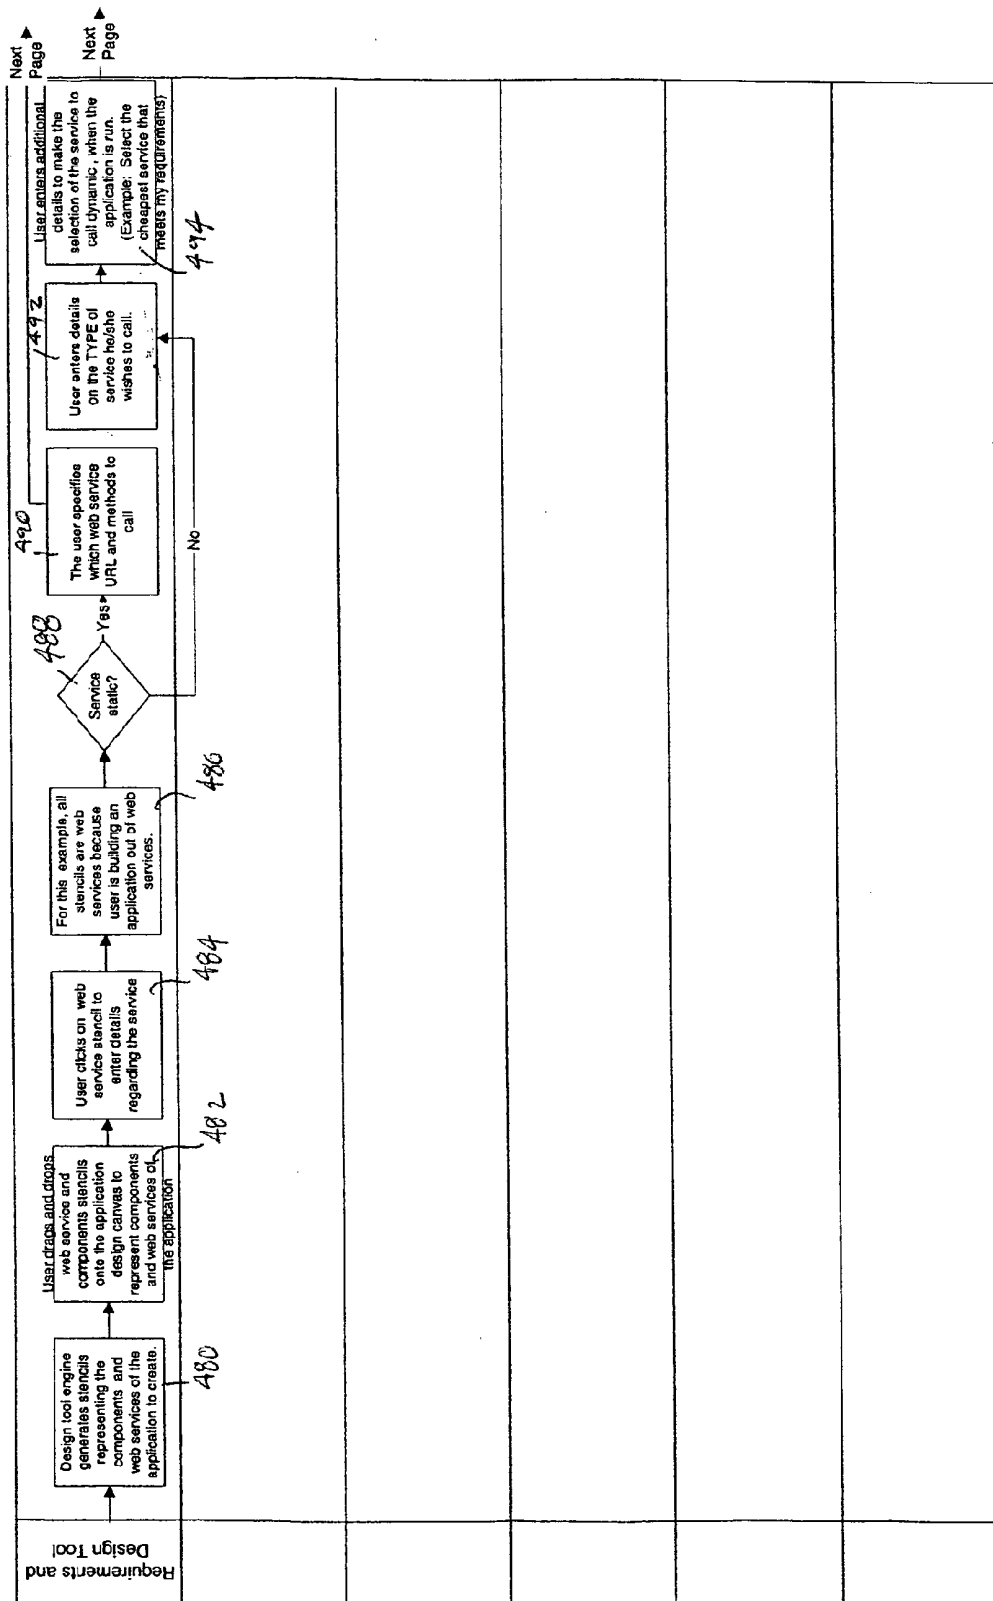 Requirements and
Design Tool
Design tool engine
generates stencils
representing the
components and
web services of the
application to create.
480
User drags and drops
web service and
components stencils
onto the application
design canvas to
represent components
and web services of
the application
482
User clicks on web
service stencil to
enter details
regarding the service
484
For this example, all
stencils are web
services because
user is building an
application out of web
services.
486
Service
static?
488
Yes
No
The user specifies
which web service
URL and methods to
call
490
User enters details
on the TYPE of
service he/she
wishes to call.
492
User enters additional
details to make the
selection of the service to
call dynamic, when the
application is run.
(Example: Select the
cheapest service that
meets my requirements)
494
Next
Page
Next
Page